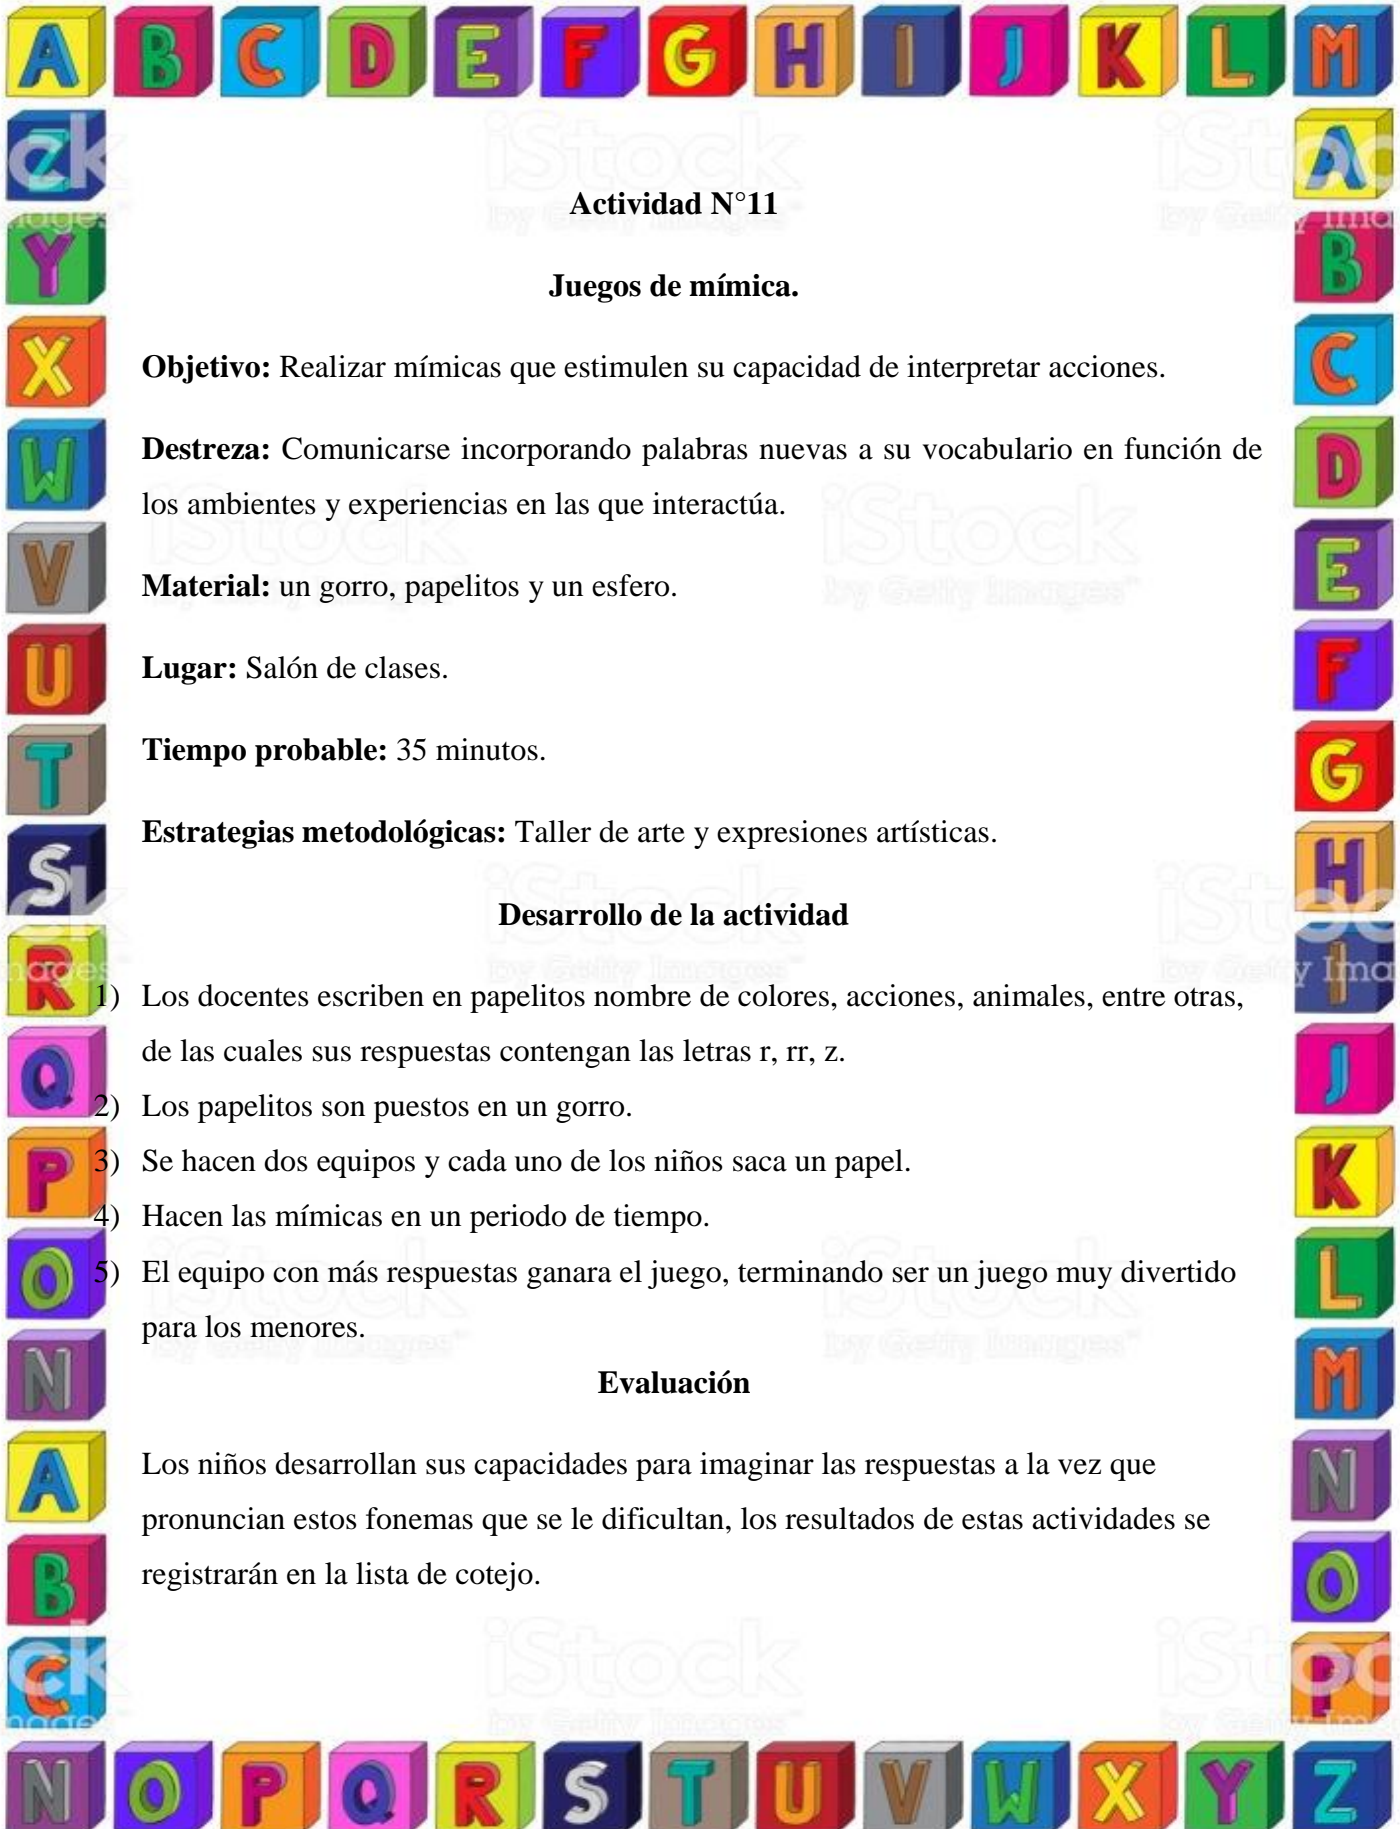 A B C D E F G H I J K L M
Z
Y
X
W
V
U
T
S
R
Q
P
O
N
A
B
C
A
B
C
D
E
F
G
H
I
J
K
L
M
N
O
P
iStock
by Getty Images
Actividad N°11
Juegos de mímica.
Objetivo: Realizar mímicas que estimulen su capacidad de interpretar acciones.
Destreza: Comunicarse incorporando palabras nuevas a su vocabulario en función de
los ambientes y experiencias en las que interactúa.
Material: un gorro, papelitos y un esfero.
Lugar: Salón de clases.
Tiempo probable: 35 minutos.
Estrategias metodológicas: Taller de arte y expresiones artísticas.
Desarrollo de la actividad
1) Los docentes escriben en papelitos nombre de colores, acciones, animales, entre otras,
de las cuales sus respuestas contengan las letras r, rr, z.
2) Los papelitos son puestos en un gorro.
3) Se hacen dos equipos y cada uno de los niños saca un papel.
4) Hacen las mímicas en un periodo de tiempo.
5) El equipo con más respuestas ganara el juego, terminando ser un juego muy divertido
para los menores.
Evaluación
Los niños desarrollan sus capacidades para imaginar las respuestas a la vez que
pronuncian estos fonemas que se le dificultan, los resultados de estas actividades se
registrarán en la lista de cotejo.
N O P Q R S T U V W X Y Z